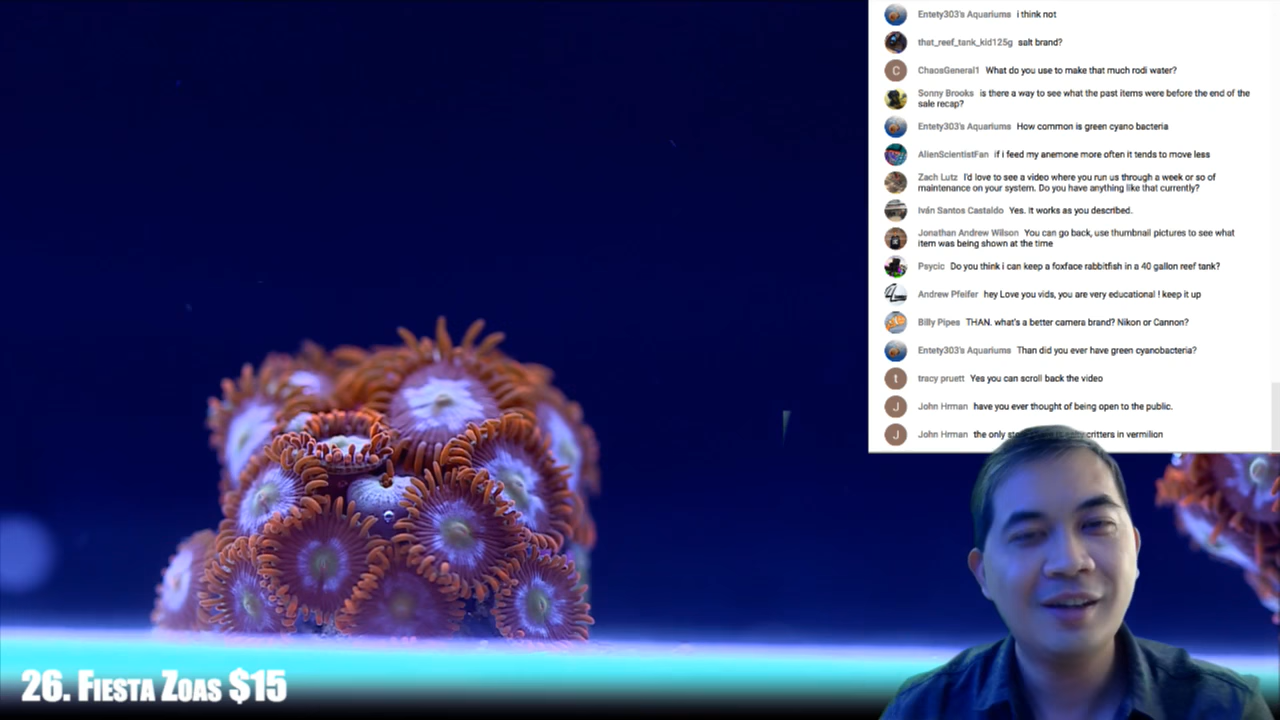 Entety303's Aquariums i think not
that_reef_tank_kid125g salt brand?
C ChaosGeneral1 What do you use to make that much rodi water?
Sonny Brooks is there a way to see what the past items were before the end of the
sale recap?
Entety303's Aquariums How common is green cyano bacteria
AlienScientistFan if i feed my anemone more often it tends to move less
Zach Lutz I'd love to see a video where you run us through a week or so of
maintenance on your system. Do you have anything like that currently?
Iván Santos Castaldo Yes. It works as you described.
Jonathan Andrew Wilson You can go back, use thumbnail pictures to see what
item was being shown at the time
Psycic Do you think i can keep a foxface rabbitfish in a 40 gallon reef tank?
Andrew Pfeifer hey Love you vids, you are very educational ! keep it up
Billy Pipes THAN. what's a better camera brand? Nikon or Cannon?
Entety303's Aquariums Than did you ever have green cyanobacteria?
t tracy pruett Yes you can scroll back the video
J John Hrman have you ever thought of being open to the public.
J John Hrman the only critters in vermilion
26. Fiesta Zoas $15